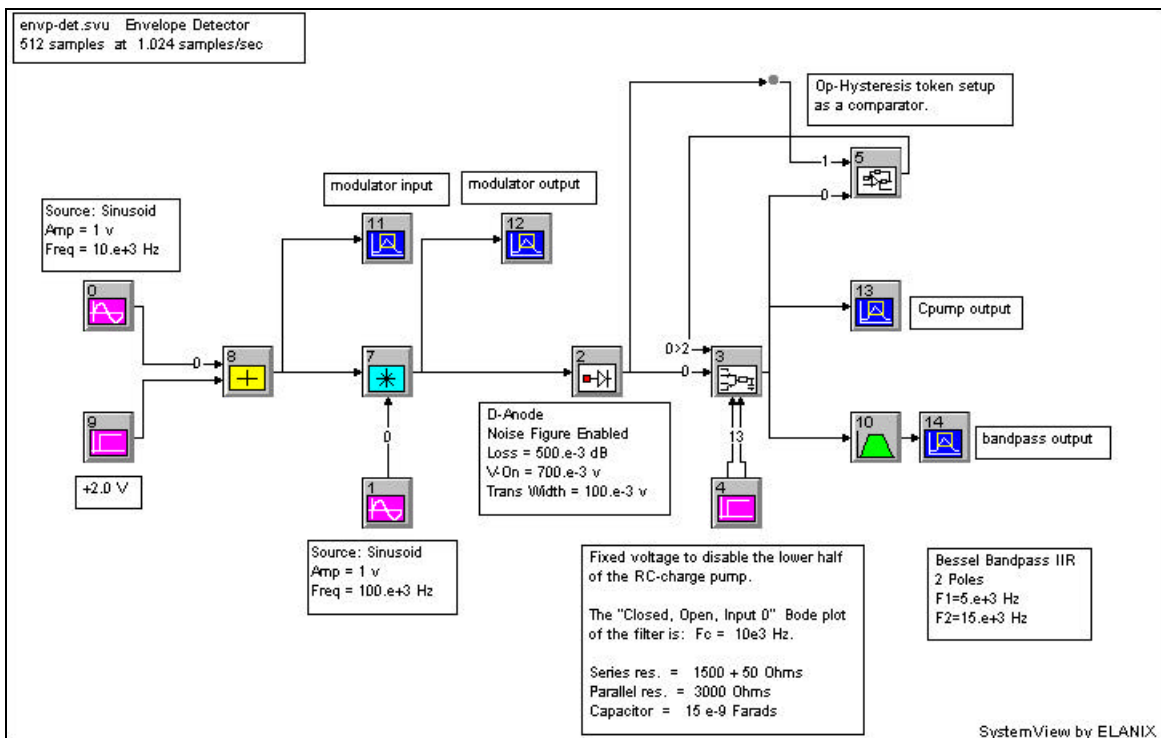 envp-det.svu Envelope Detector
512 samples at 1.024 samples/sec
Op-Hysteresis token setup
as a comparator.
5
1
0
modulator input
modulator output
11
12
Source: Sinusoid
Amp = 1 v
Freq = 10.e+3 Hz
0
13
Cpump output
0
8
7
2
0>2
0
3
9
+2.0 V
0
D-Anode
Noise Figure Enabled
Loss = 500.e-3 dB
V-On = 700.e-3 v
Trans Width = 100.e-3 v
13
10
14
bandpass output
1
4
Source: Sinusoid
Amp = 1 v
Freq = 100.e+3 Hz
Fixed voltage to disable the lower half
of the RC-charge pump.
The "Closed, Open, Input 0" Bode plot
of the filter is: Fc = 10e3 Hz.
Series res. = 1500 + 50 Ohms
Parallel res. = 3000 Ohms
Capacitor = 15 e-9 Farads
Bessel Bandpass IIR
2 Poles
F1=5.e+3 Hz
F2=15.e+3 Hz
SystemView by ELANIX